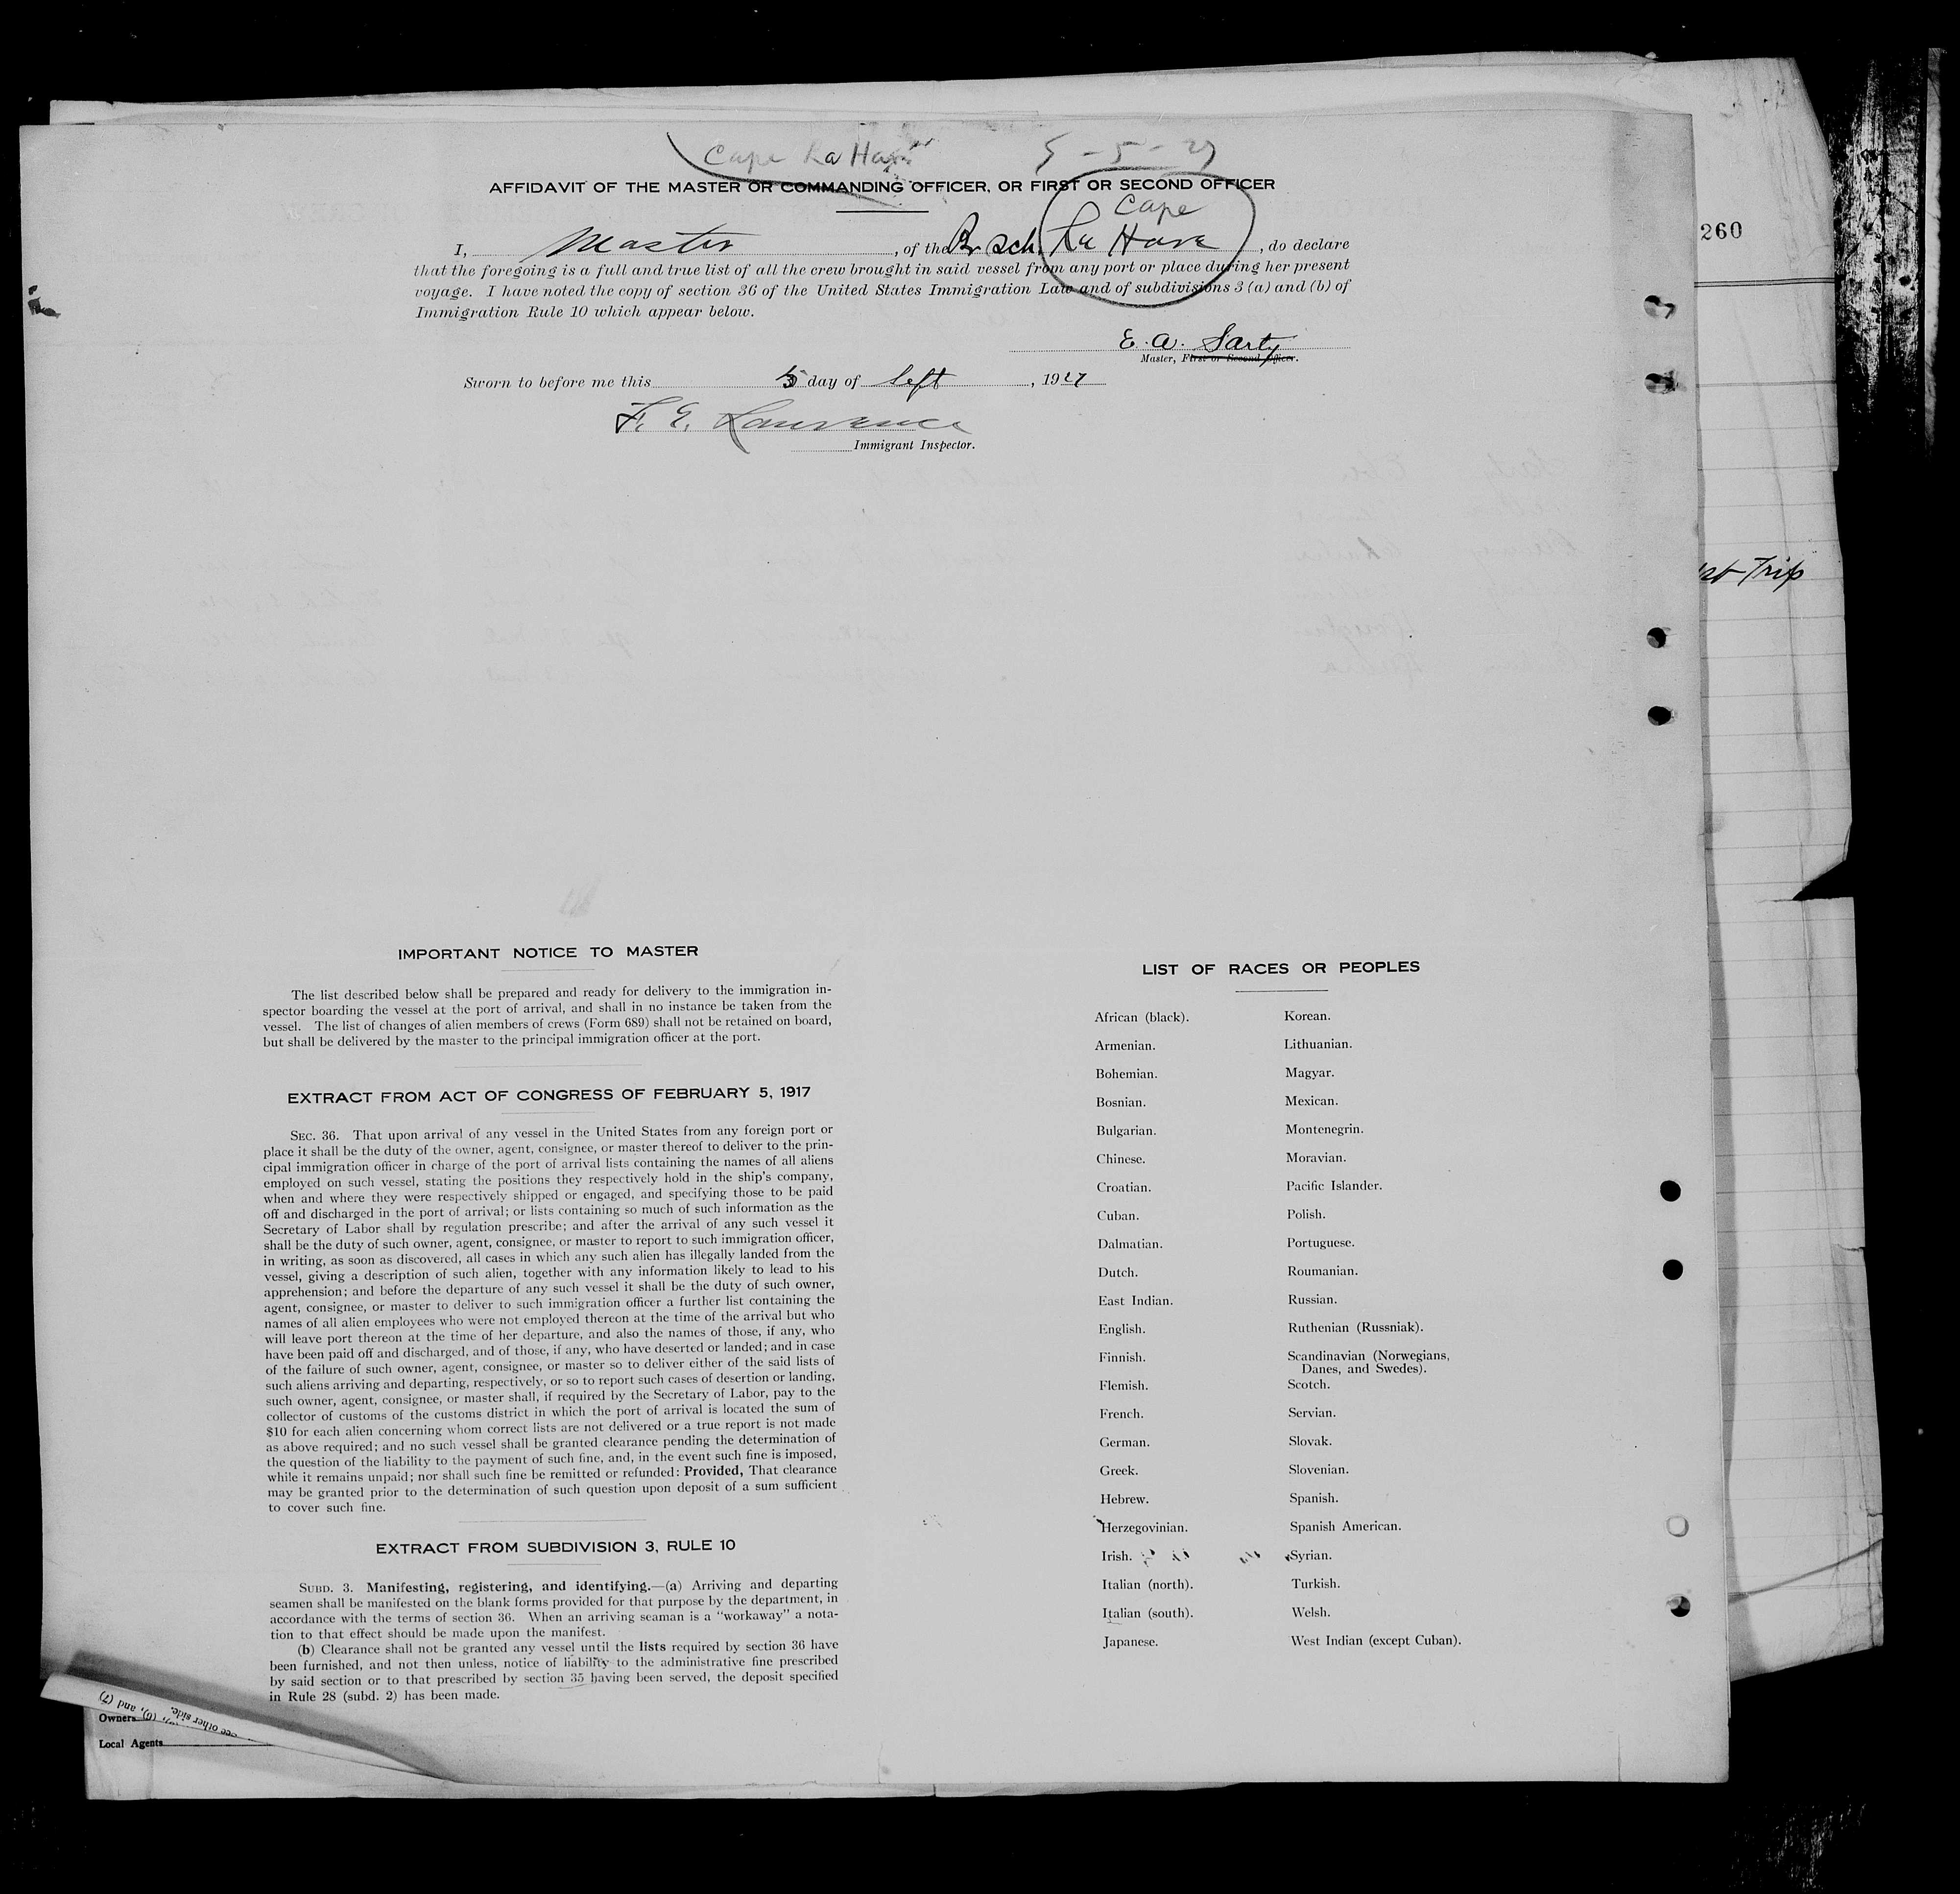 Cape La Have
AFFIDAVIT OF THE MASTER OR COMMANDING OFFICER, OR FIRST OR SECOND OFFICER
Cape
I, Master, of the Br sch. La Have, do declare
that the foregoing is a full and true list of all the crew brought in said vessel from any port or place during her present
voyage. I have noted the copy of section 36 of the United States Immigration Law and of subdivisions 3 (a) and (b) of
Immigration Rule 10 which appear below.
E. A. Sarty
Master, First or Second Officer.
Sworn to before me this 5 day of Sept, 1927
F. E. Lawrence
Immigrant Inspector.
260
Trip
IMPORTANT NOTICE TO MASTER
The list described below shall be prepared and ready for delivery to the immigration in-
spector boarding the vessel at the port of arrival, and shall in no instance be taken from the
vessel. The list of changes of alien members of crews (Form 689) shall not be retained on board,
but shall be delivered by the master to the principal immigration officer at the port.
EXTRACT FROM ACT OF CONGRESS OF FEBRUARY 5, 1917
SEC. 36. That upon arrival of any vessel in the United States from any foreign port or
place it shall be the duty of the owner, agent, consignee, or master thereof to deliver to the prin-
cipal immigration officer in charge of the port of arrival lists containing the names of all aliens
employed on such vessel, stating the positions they respectively hold in the ship's company,
when and where they were respectively shipped or engaged, and specifying those to be paid
off and discharged in the port of arrival; or lists containing so much of such information as the
Secretary of Labor shall by regulation prescribe; and after the arrival of any such vessel it
shall be the duty of such owner, agent, consignee, or master to report to such immigration officer,
in writing, as soon as discovered, all cases in which any such alien has illegally landed from the
vessel, giving a description of such alien, together with any information likely to lead to his
apprehension; and before the departure of any such vessel it shall be the duty of such owner,
agent, consignee, or master to deliver to such immigration officer a further list containing the
names of all alien employees who were not employed thereon at the time of the arrival but who
will leave port thereon at the time of her departure, and also the names of those, if any, who
have been paid off and discharged, and of those, if any, who have deserted or landed; and in case
of the failure of such owner, agent, consignee, or master so to deliver either of the said lists of
such aliens arriving and departing, respectively, or so to report such cases of desertion or landing,
such owner, agent, consignee, or master shall, if required by the Secretary of Labor, pay to the
collector of customs of the customs district in which the port of arrival is located the sum of
$10 for each alien concerning whom correct lists are not delivered or a true report is not made
as above required; and no such vessel shall be granted clearance pending the determination of
the question of the liability to the payment of such fine, and, in the event such fine is imposed,
while it remains unpaid; nor shall such fine be remitted or refunded: Provided, That clearance
may be granted prior to the determination of such question upon deposit of a sum sufficient
to cover such fine.
EXTRACT FROM SUBDIVISION 3, RULE 10
SUBD. 3. Manifesting, registering, and identifying.—(a) Arriving and departing
seamen shall be manifested on the blank forms provided for that purpose by the department, in
accordance with the terms of section 36. When an arriving seaman is a "workaway" a nota-
tion to that effect should be made upon the manifest.
(b) Clearance shall not be granted any vessel until the lists required by section 36 have
been furnished, and not then unless, notice of liability to the administrative fine prescribed
by said section or to that prescribed by section 35 having been served, the deposit specified
in Rule 28 (subd. 2) has been made.
LIST OF RACES OR PEOPLES
African (black).
Armenian.
Bohemian.
Bosnian.
Bulgarian.
Chinese.
Croatian.
Cuban.
Dalmatian.
Dutch.
East Indian.
English.
Finnish.
Flemish.
French.
German.
Greek.
Hebrew.
Herzegovinian.
Irish.
Italian (north).
Italian (south).
Japanese.
Korean.
Lithuanian.
Magyar.
Mexican.
Montenegrin.
Moravian.
Pacific Islander.
Polish.
Portuguese.
Roumanian.
Russian.
Ruthenian (Russniak).
Scandinavian (Norwegians,
Danes, and Swedes).
Scotch.
Servian.
Slovak.
Slovenian.
Spanish.
Spanish American.
Syrian.
Turkish.
Welsh.
West Indian (except Cuban).
see other side.
(6), and (7)
Owners
Local Agents